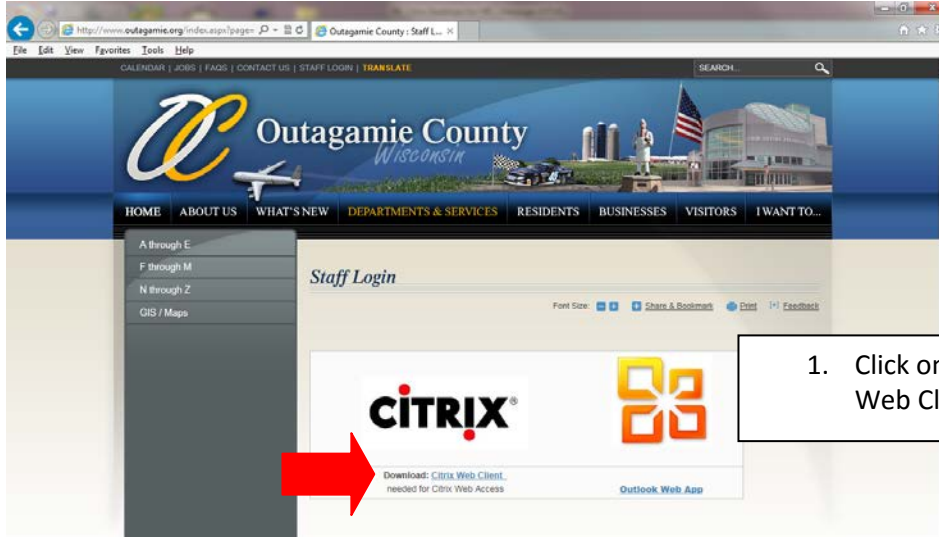 http://www.outagamie.org/index.aspx?page=
Outagamie County : Staff L...
File Edit View Favorites Tools Help
CALENDAR | JOBS | FAQS | CONTACT US | STAFF LOGIN | TRANSLATE
SEARCH...
OC
Outagamie County
Wisconsin
HOME ABOUT US WHAT'S NEW DEPARTMENTS & SERVICES RESIDENTS BUSINESSES VISITORS I WANT TO...
A through E
F through M
N through Z
GIS / Maps
Staff Login
Font Size: Share & Bookmark Print [+] Feedback
CITRIX®
1. Click on
Web Cl
Download: Citrix Web Client
needed for Citrix Web Access
Outlook Web App